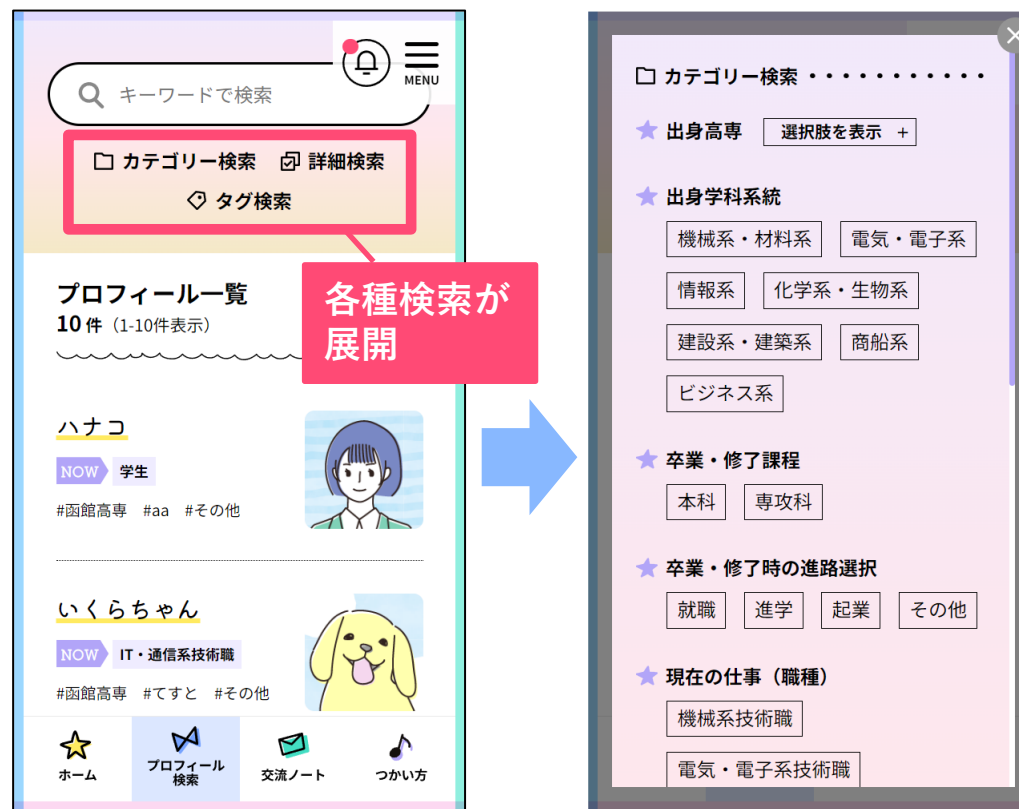 MENU
キーワードで検索
カテゴリー検索 詳細検索
タグ検索
プロフィール一覧
10 件（1-10件表示）
各種検索が
展開
ハナコ
NOW 学生
#函館高専 #aa #その他
いくらちゃん
NOW IT・通信系技術職
#函館高専 #てすと #その他
ホーム
プロフィール
検索
交流ノート
つかい方
カテゴリー検索
出身高専 選択肢を表示 +
出身学科系統
機械系・材料系 電気・電子系
情報系 化学系・生物系
建設系・建築系 商船系
ビジネス系
卒業・修了課程
本科 専攻科
卒業・修了時の進路選択
就職 進学 起業 その他
現在の仕事（職種）
機械系技術職
電気・電子系技術職